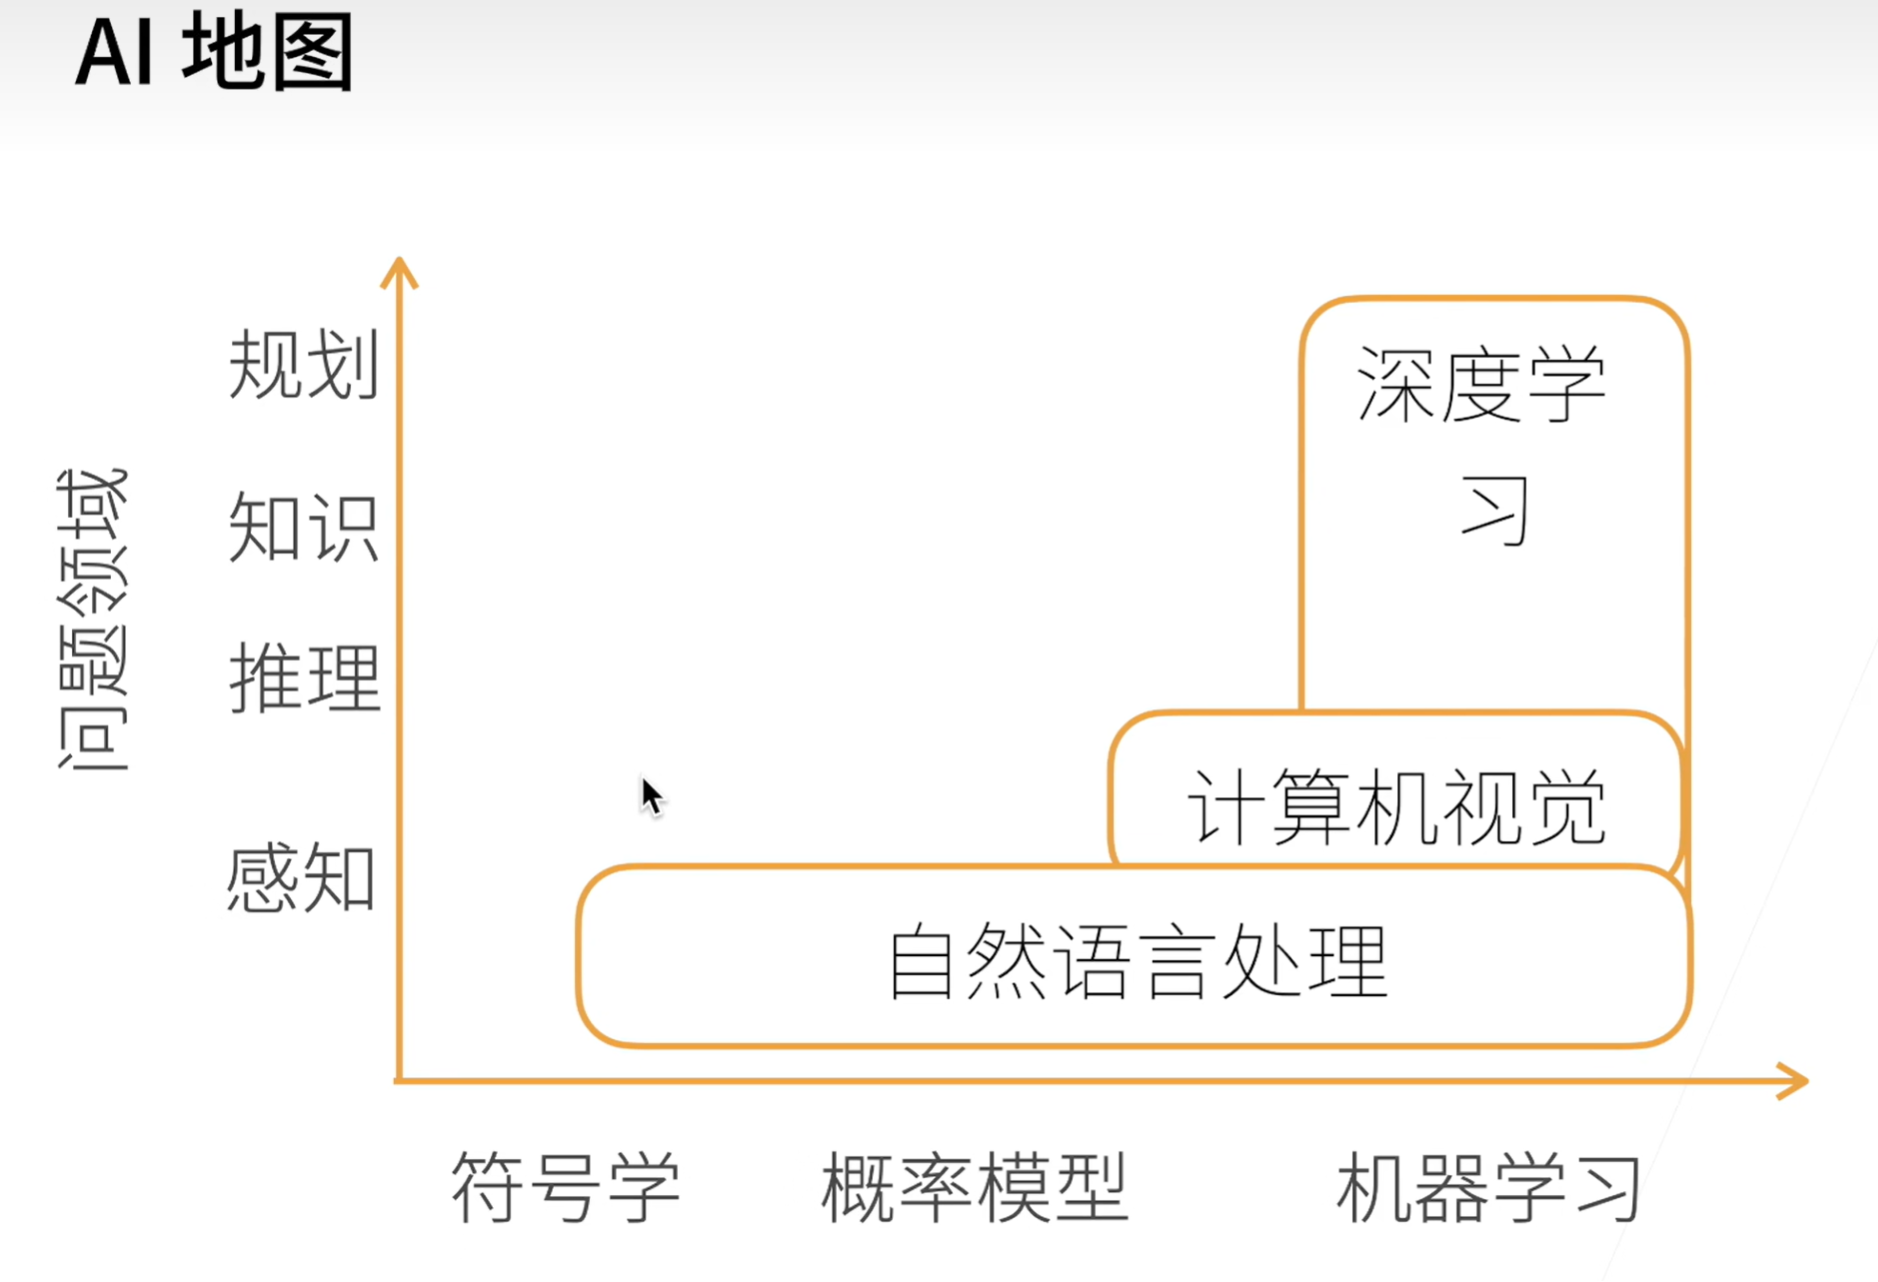 AI 地图
问题领域
规划
知识
推理
感知
深度学
习
计算机视觉
自然语言处理
符号学
概率模型
机器学习